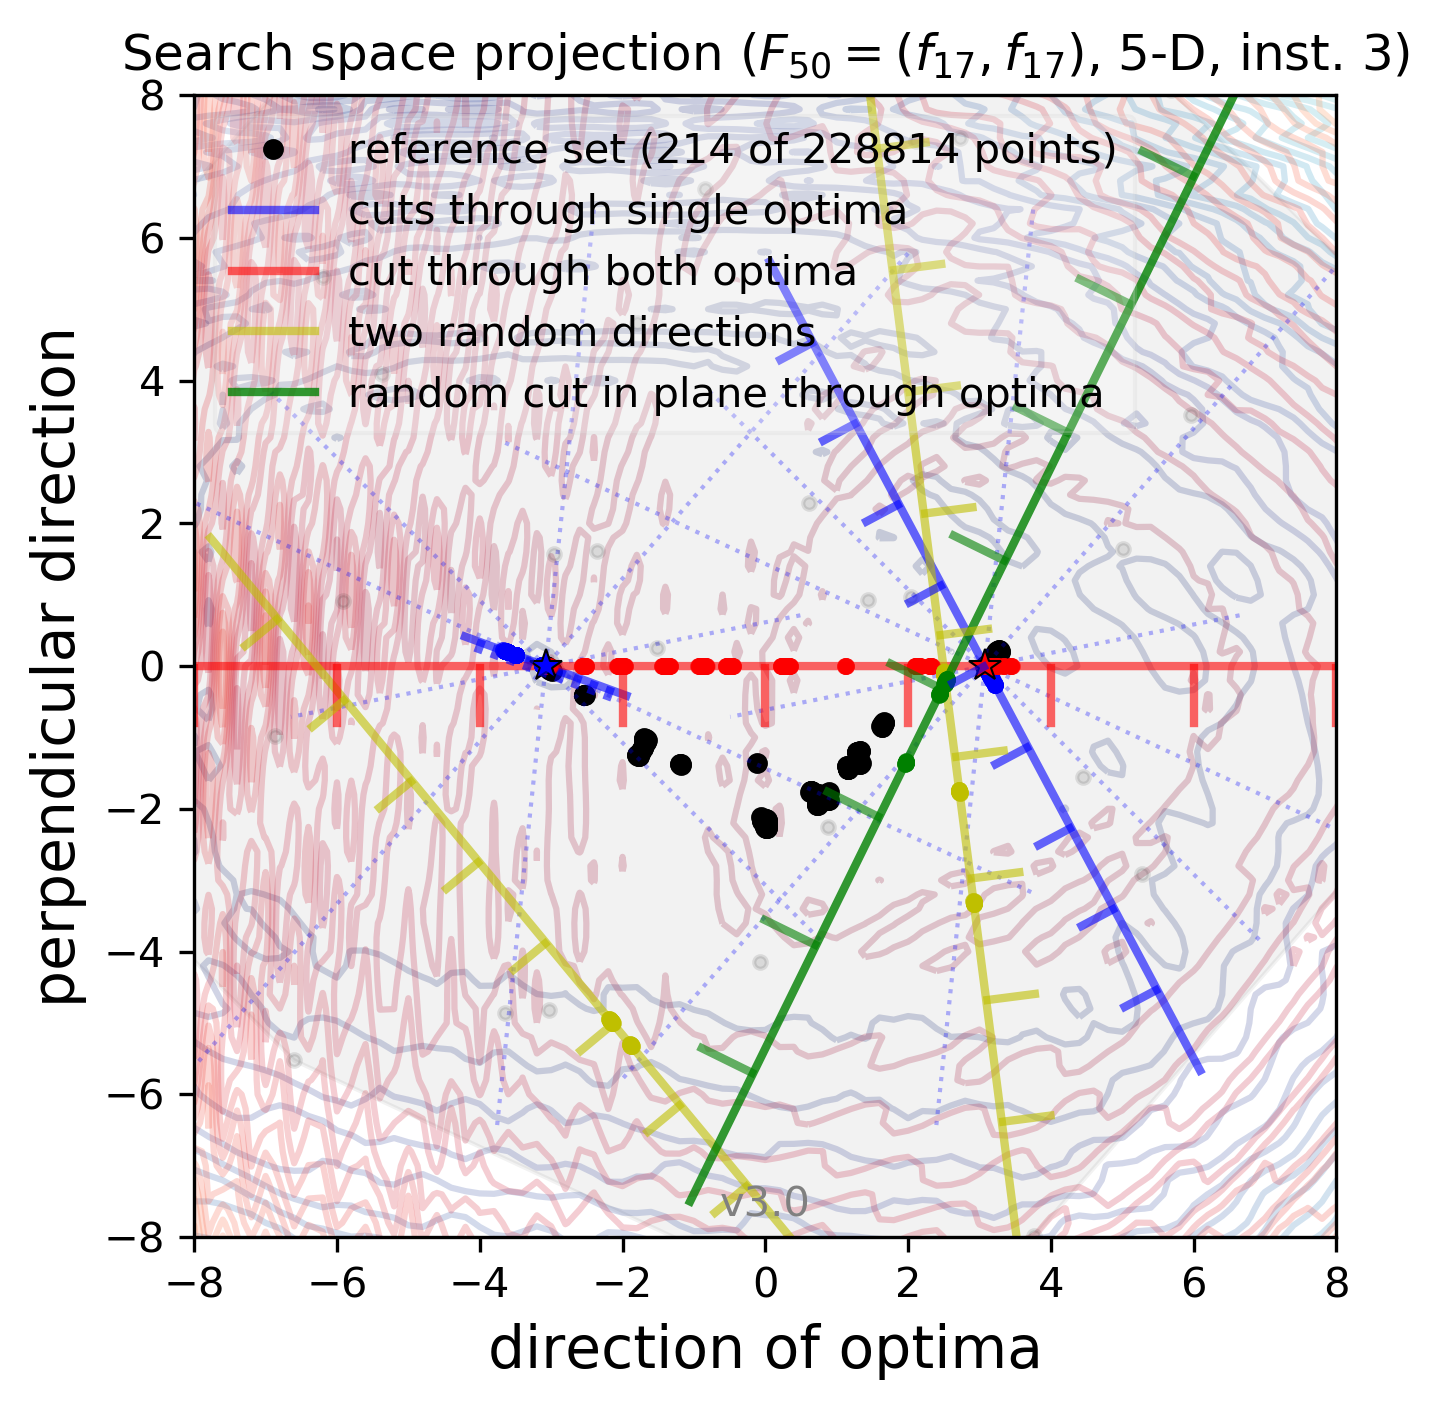 Search space projection (F50 = (f17, f17), 5-D, inst. 3)
reference set (214 of 228814 points)
cuts through single optima
cut through both optima
two random directions
random cut in plane through optima
8
6
4
2
0
−2
−4
−6
−8
perpendicular direction
v3.0
−8 −6 −4 −2 0 2 4 6 8
direction of optima